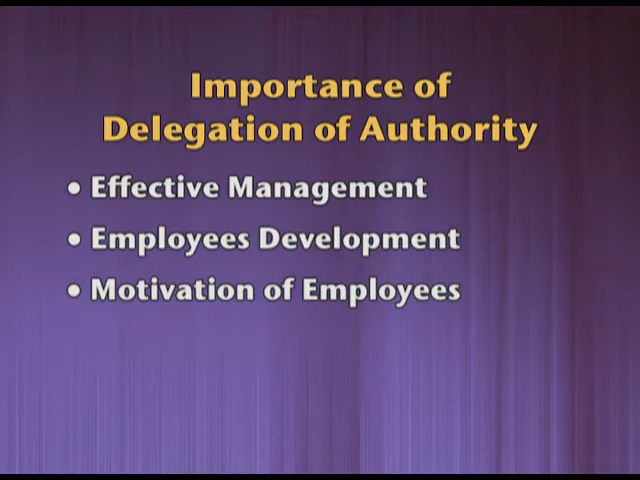 Importance of
Delegation of Authority
• Effective Management
• Employees Development
• Motivation of Employees